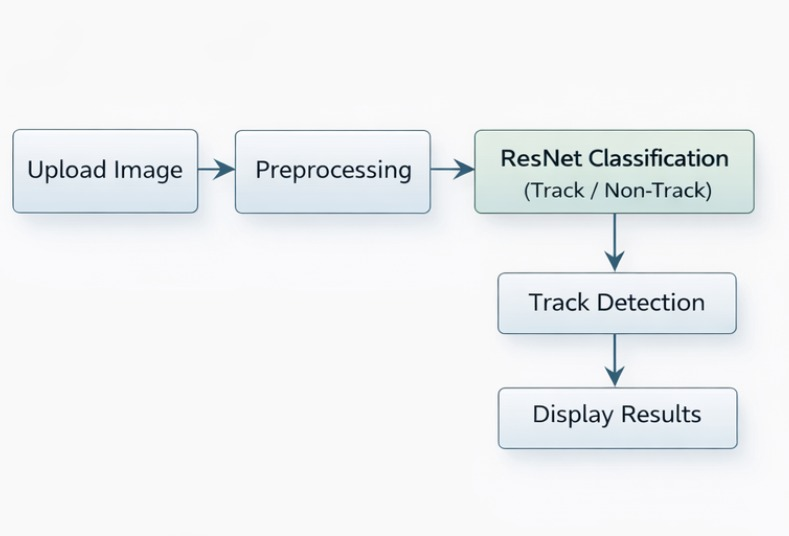 Upload Image
Preprocessing
ResNet Classification
(Track / Non-Track)
Track Detection
Display Results